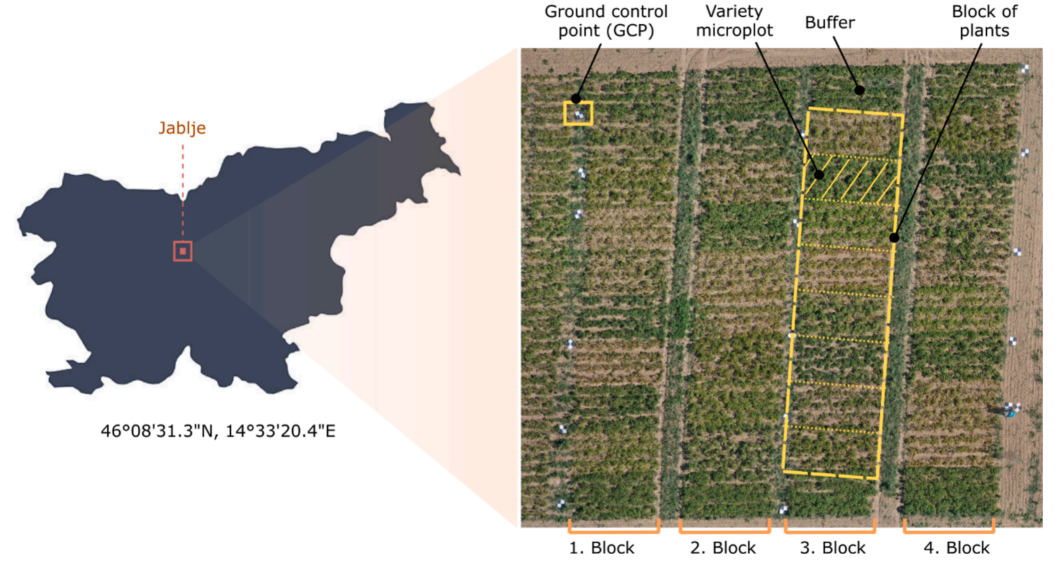 Ground control
point (GCP)
Variety
microplot
Buffer
Block of
plants
Jablje
46°08'31.3"N, 14°33'20.4"E
1. Block
2. Block
3. Block
4. Block